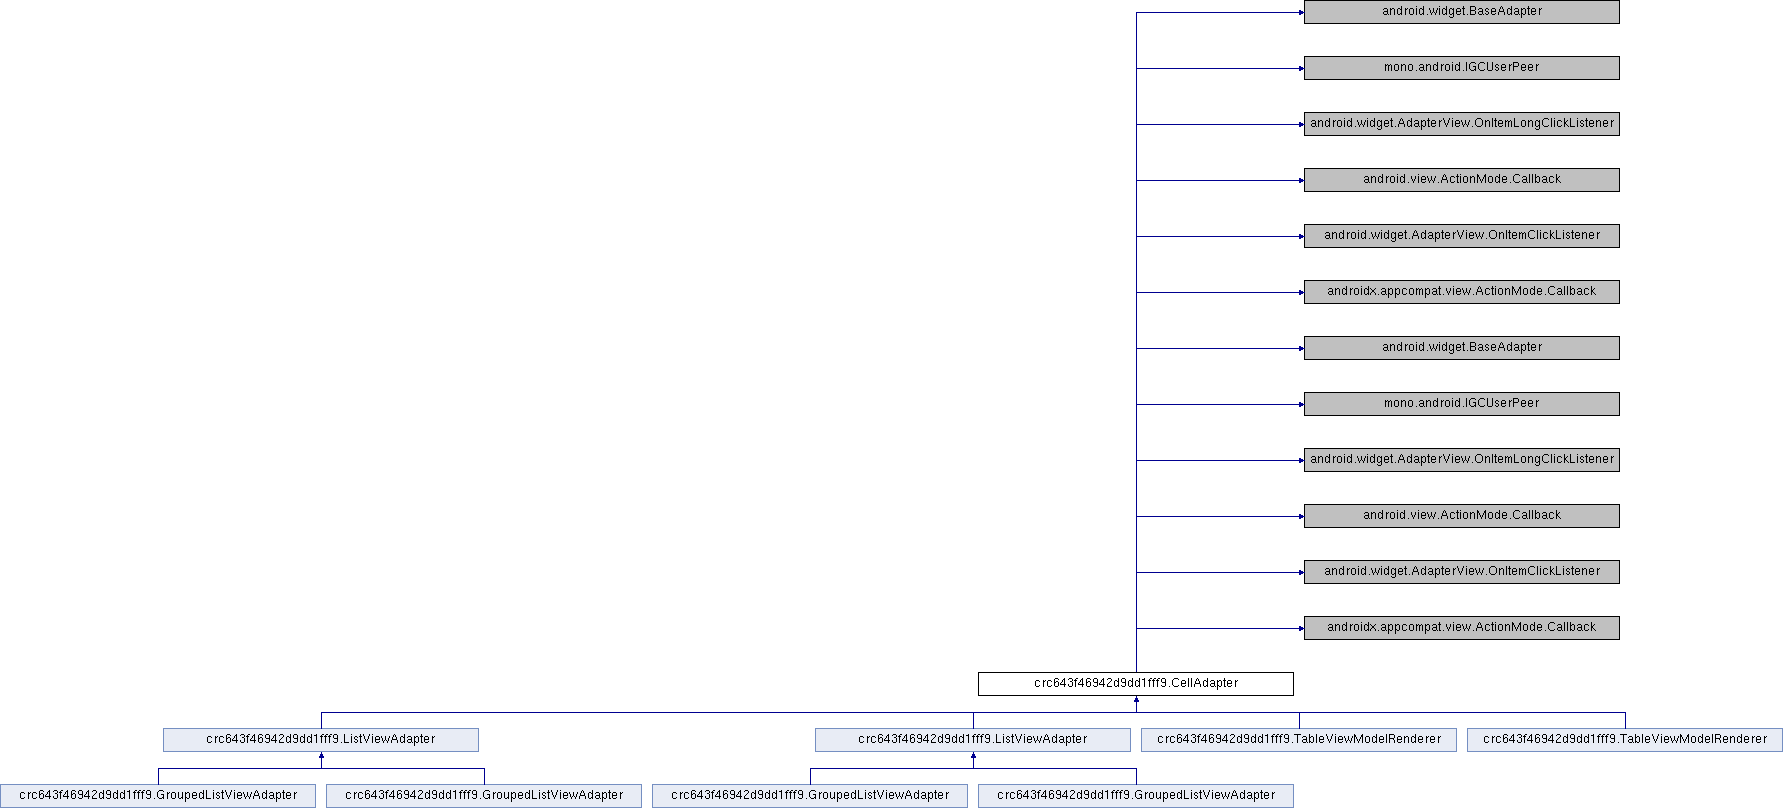 android.widget.BaseAdapter
mono.android.IGCUserPeer
android.widget.AdapterView.OnItemLongClickListener
android.view.ActionMode.Callback
android.widget.AdapterView.OnItemClickListener
androidx.appcompat.view.ActionMode.Callback
android.widget.BaseAdapter
mono.android.IGCUserPeer
android.widget.AdapterView.OnItemLongClickListener
android.view.ActionMode.Callback
android.widget.AdapterView.OnItemClickListener
androidx.appcompat.view.ActionMode.Callback
crc643f46942d9dd1fff9.CellAdapter
crc643f46942d9dd1fff9.ListViewAdapter
crc643f46942d9dd1fff9.ListViewAdapter
crc643f46942d9dd1fff9.TableViewModelRenderer
crc643f46942d9dd1fff9.TableViewModelRenderer
crc643f46942d9dd1fff9.GroupedListViewAdapter
crc643f46942d9dd1fff9.GroupedListViewAdapter
crc643f46942d9dd1fff9.GroupedListViewAdapter
crc643f46942d9dd1fff9.GroupedListViewAdapter